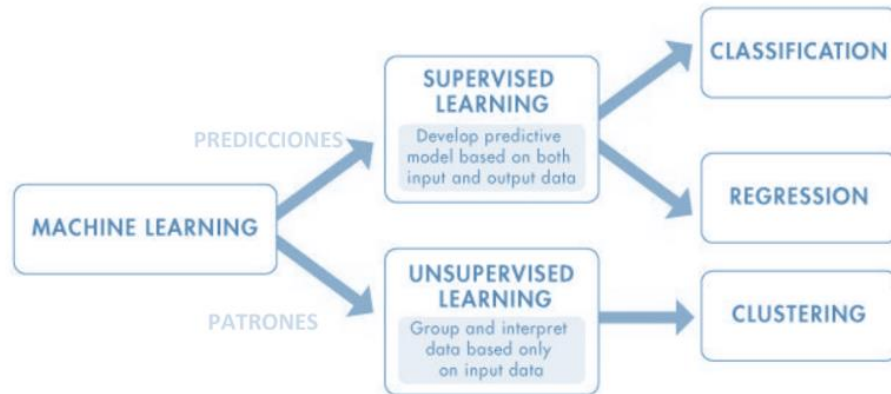 MACHINE LEARNING
PREDICCIONES
PATRONES
SUPERVISED
LEARNING
Develop predictive
model based on both
input and output data
UNSUPERVISED
LEARNING
Group and interpret
data based only
on input data
CLASSIFICATION
REGRESSION
CLUSTERING